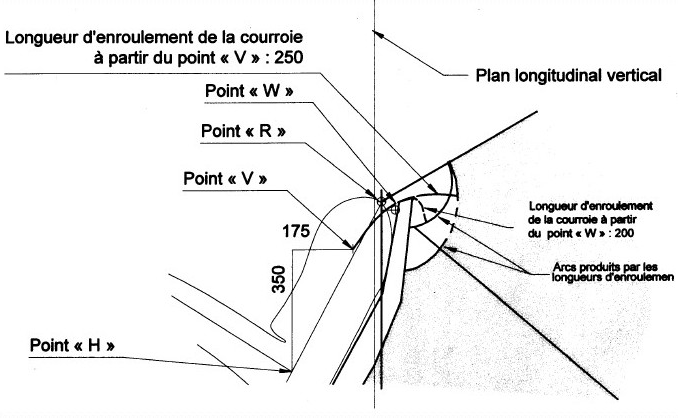 Longueur d'enroulement de la courroie
à partir du point « V » : 250
Plan longitudinal vertical
Point « W »
Point « R »
Point « V »
Longueur d'enroulement
de la courroie à partir
du point « W » : 200
175
Arcs produits par les
longueurs d'enroulemen
350
Point « H »